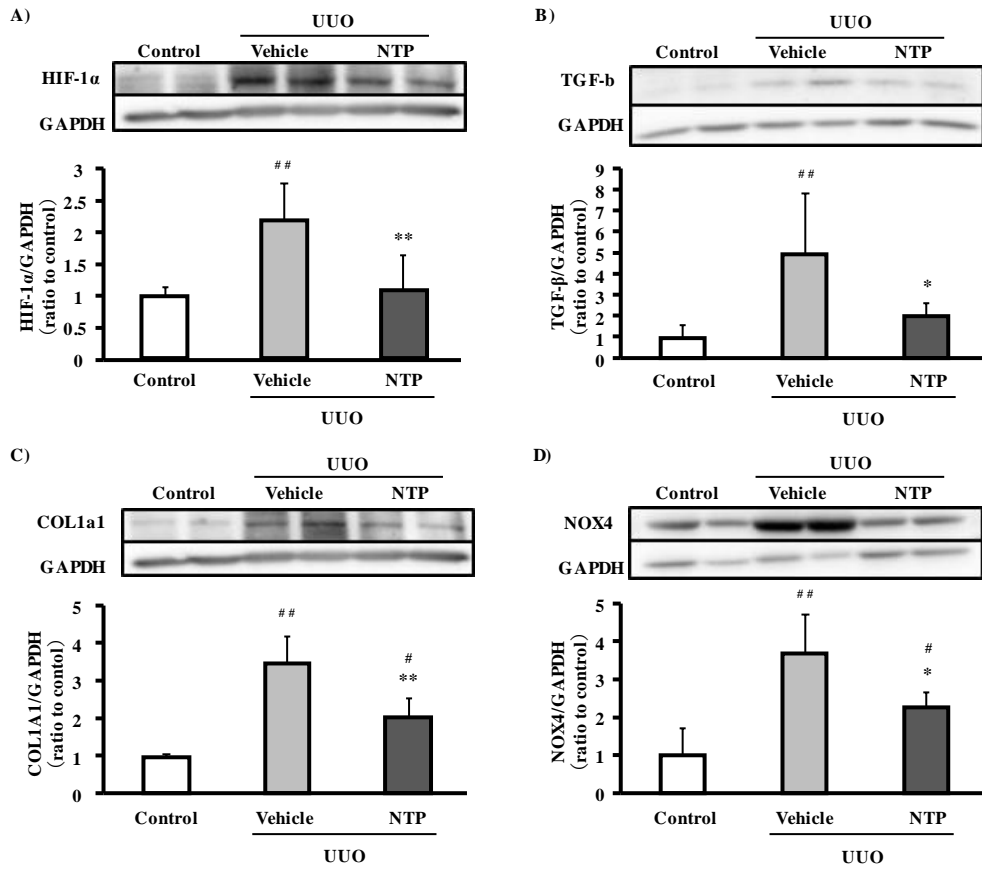 A)
UUO
Control Vehicle NTP
HIF-1α
GAPDH
HIF-1α/GAPDH
(ratio to control)
3
2.5
2
1.5
1
0.5
0
##
**
Control Vehicle NTP
UUO
B)
UUO
Control Vehicle NTP
TGF-b
GAPDH
TGF-β/GAPDH
(ratio to control)
9
8
7
6
5
4
3
2
1
0
##
*
Control Vehicle NTP
UUO
C)
UUO
Control Vehicle NTP
COL1a1
GAPDH
COL1A1/GAPDH
(ratio to contol)
5
4
3
2
1
0
##
#
**
Control Vehicle NTP
UUO
D)
UUO
Control Vehicle NTP
NOX4
GAPDH
NOX4/GAPDH
(ratio to control)
5
4
3
2
1
0
##
#
*
Control Vehicle NTP
UUO